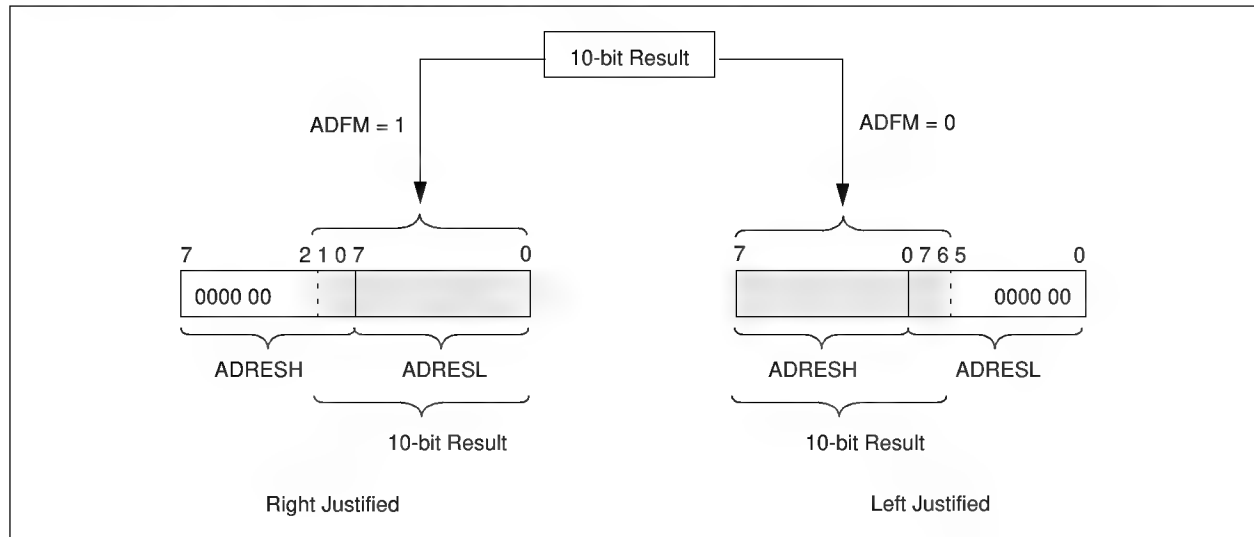 10-bit Result
ADFM = 1
ADFM = 0
7 2 1 0 7 0
7 0 7 6 5 0
0000 00
0000 00
ADRESH ADRESL
ADRESH ADRESL
10-bit Result
10-bit Result
Right Justified
Left Justified